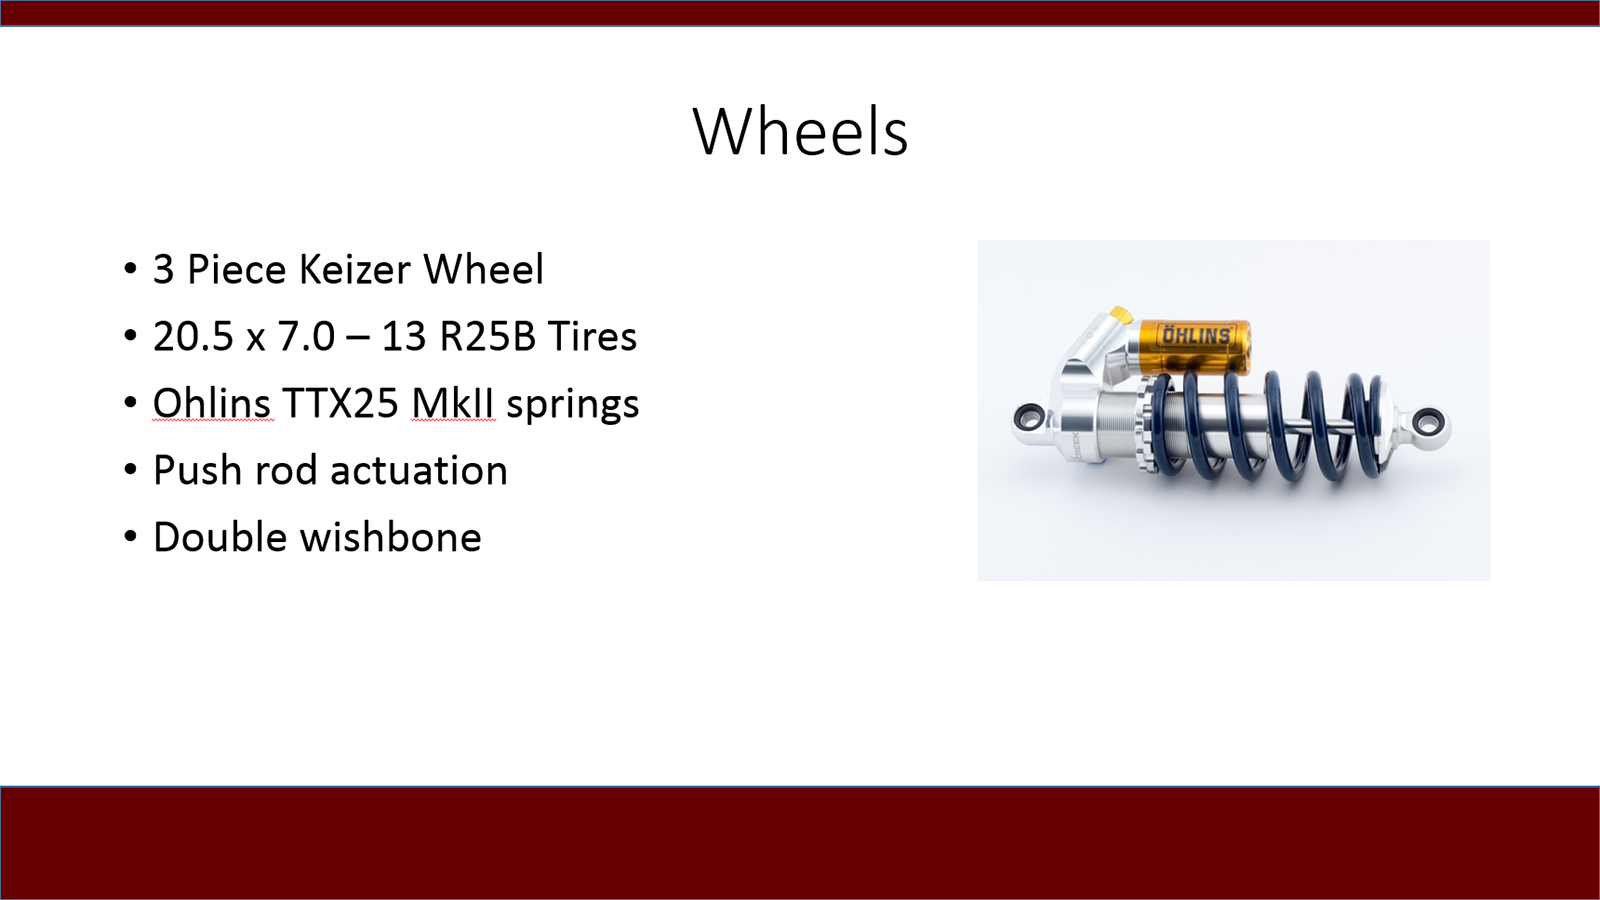 Wheels
• 3 Piece Keizer Wheel
• 20.5 x 7.0 – 13 R25B Tires
• Ohlins TTX25 MkII springs
• Push rod actuation
• Double wishbone
ÖHLINS